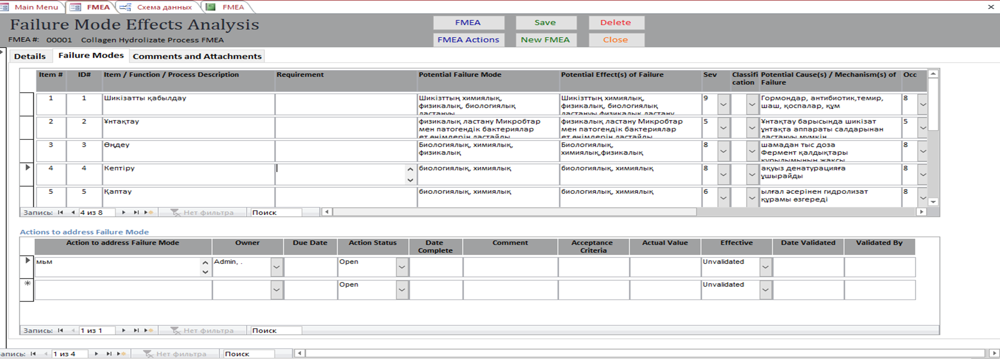 Main Menu
FMEA
Схема данных
FMEA
Failure Mode Effects Analysis
FMEA #: 00001 Collagen Hydrolizate Process FMEA
FMEA Save Delete
FMEA Actions New FMEA Close
Details Failure Modes Comments and Attachments
Item # ID# Item / Function / Process Description Requirement Potential Failure Mode Potential Effect(s) of Failure Sev Classifi Potential Cause(s) / Mechanism(s) of Occ
cation Failure
1 1 Шикізатты қабылдау Шикізттың химиялық, Шикізттың химиялық, 9 Гормондар, антибиотик,темир, 8
физикалық, биологиялық физикалық, биологиялық шаш, қоспалар, құм
ластануы ластануы физикалық ластану
2 2 Ұнтақтау физикалық ластану Микробтар физикалық ластану Микробтар 5 Ұнтақтау барысында шикізат 5
мен патогендік бактериялар мен патогендік бактериялар ұнтақта аппараты салдарынан
ет өнімдерін ластайды ет өнімдерін ластайды ластануы мүмкін
3 3 Өңдеу Биологиялық, химиялық, Биологиялық, 8 шамадан тыс доза 8
физикалық химиялық,физикалық Фермент қалдықтары
құрылымының жақсы
4 4 Кептіру биологиялық, химиялық биологиялық, химиялық 8 ақуыз денатурацияға 8
ұшырайды
5 5 Қаптау биологиялық, химиялық биологиялық, химиялық 6 ылғал әсерінен гидролизат 8
құрамы өзгереді
Запись: 4 из 8 Нет фильтра Поиск
Actions to address Failure Mode
Action to address Failure Mode Owner Due Date Action Status Date Comment Acceptance Actual Value Effective Date Validated Validated By
Complete Criteria
мьм Admin, . Open Unvalidated
Open Unvalidated
Запись: 1 из 1 Нет фильтра Поиск
апись: 1 из 4 Нет фильтра Поиск